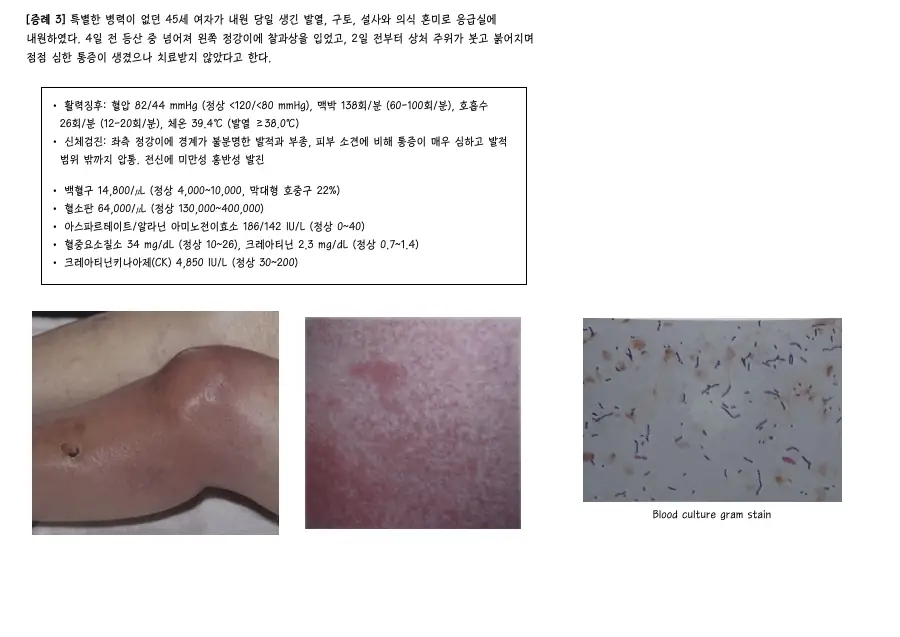 [증례 3] 특별한 병력이 없던 45세 여자가 내원 당일 생긴 발열, 구토, 설사와 의식 혼미로 응급실에
내원하였다. 4일 전 등산 중 넘어져 왼쪽 정강이에 찰과상을 입었고, 2일 전부터 상처 주위가 붓고 붉어지며
점점 심한 통증이 생겼으나 치료받지 않았다고 한다.
• 활력징후: 혈압 82/44 mmHg (정상 <120/<80 mmHg), 맥박 138회/분 (60-100회/분), 호흡수
26회/분 (12-20회/분), 체온 39.4℃ (발열 ≥38.0℃)
• 신체검진: 좌측 정강이에 경계가 불분명한 발적과 부종, 피부 소견에 비해 통증이 매우 심하고 발적
범위 밖까지 압통. 전신에 미만성 홍반성 발진
• 백혈구 14,800/㎕ (정상 4,000~10,000, 막대형 호중구 22%)
• 혈소판 64,000/㎕ (정상 130,000~400,000)
• 아스파르테이트/알라닌 아미노전이효소 186/142 IU/L (정상 0~40)
• 혈중요소질소 34 mg/dL (정상 10~26), 크레아티닌 2.3 mg/dL (정상 0.7~1.4)
• 크레아티닌키나아제(CK) 4,850 IU/L (정상 30~200)
Blood culture gram stain